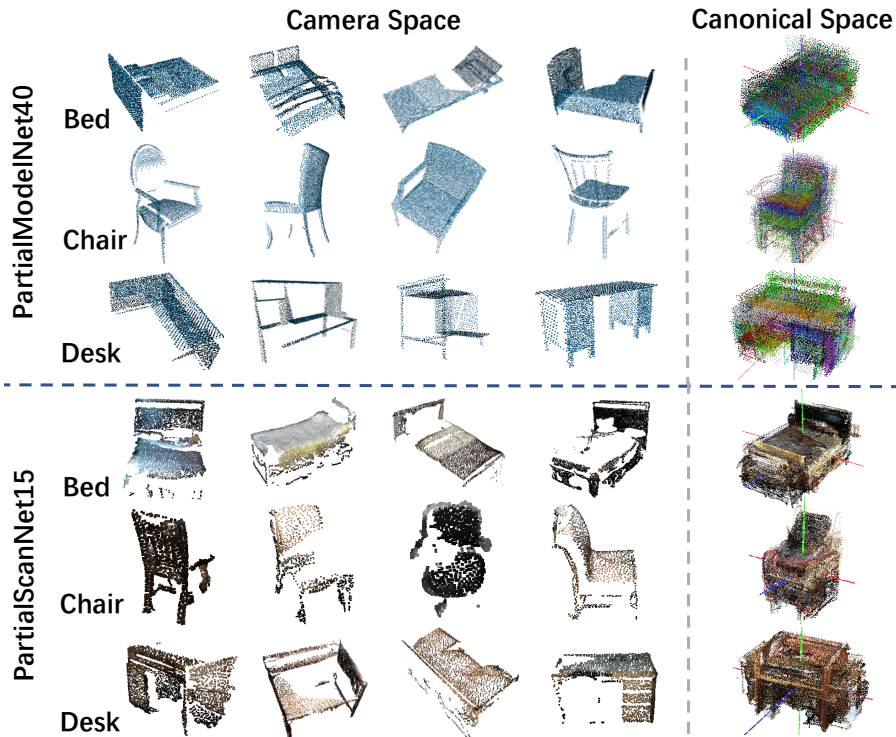 Camera Space
Canonical Space
PartialModelNet40
Bed
Chair
Desk
PartialScanNet15
Bed
Chair
Desk